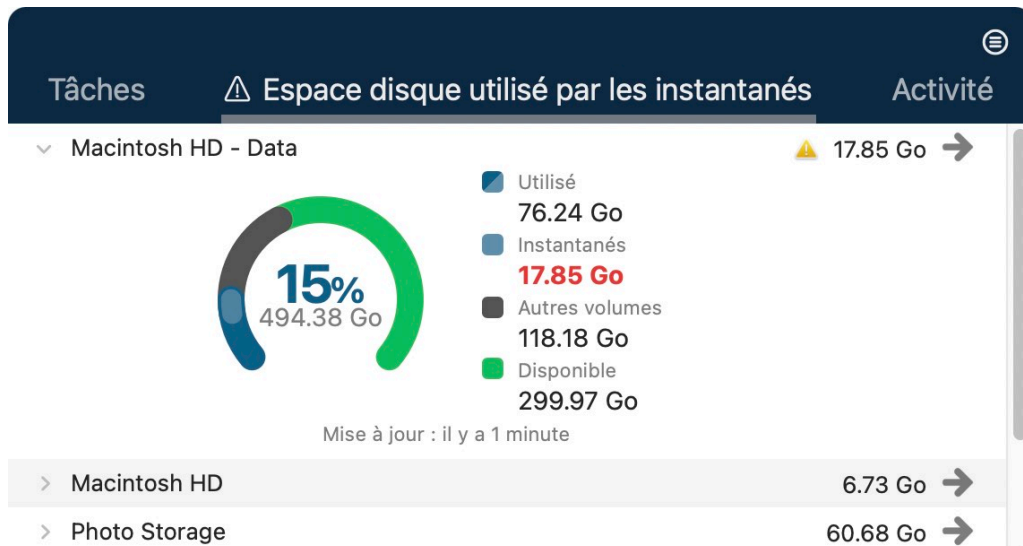 Tâches ⚠ Espace disque utilisé par les instantanés Activité
Macintosh HD - Data 17.85 Go
Utilisé
76.24 Go
Instantanés
17.85 Go
Autres volumes
118.18 Go
Disponible
299.97 Go
15%
494.38 Go
Mise à jour : il y a 1 minute
Macintosh HD 6.73 Go
Photo Storage 60.68 Go